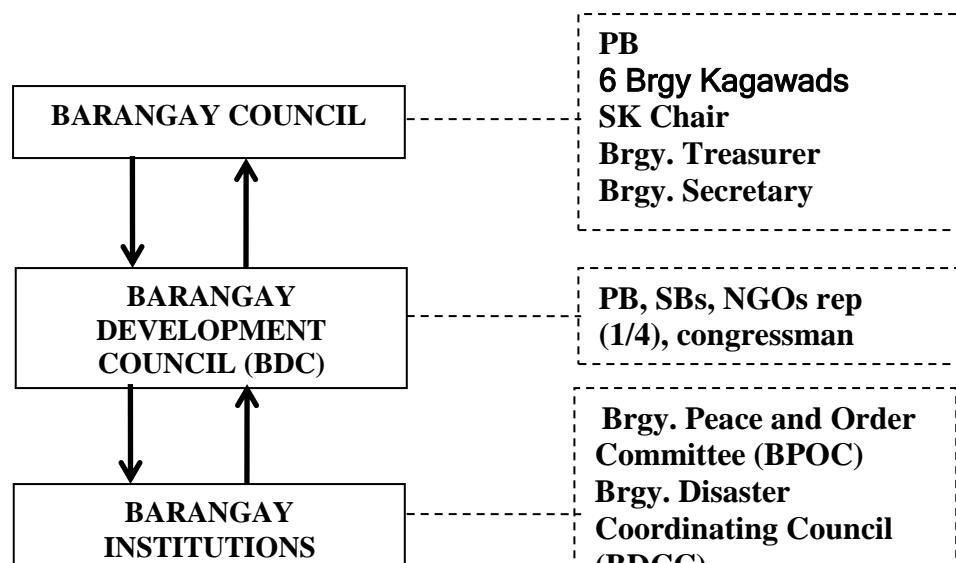 PB
6 Brgy Kagawads
SK Chair
Brgy. Treasurer
Brgy. Secretary
BARANGAY COUNCIL
BARANGAY
DEVELOPMENT
COUNCIL (BDC)
PB, SBs, NGOs rep
(1/4), congressman
BARANGAY
INSTITUTIONS
Brgy. Peace and Order
Committee (BPOC)
Brgy. Disaster
Coordinating Council
(BDCC)